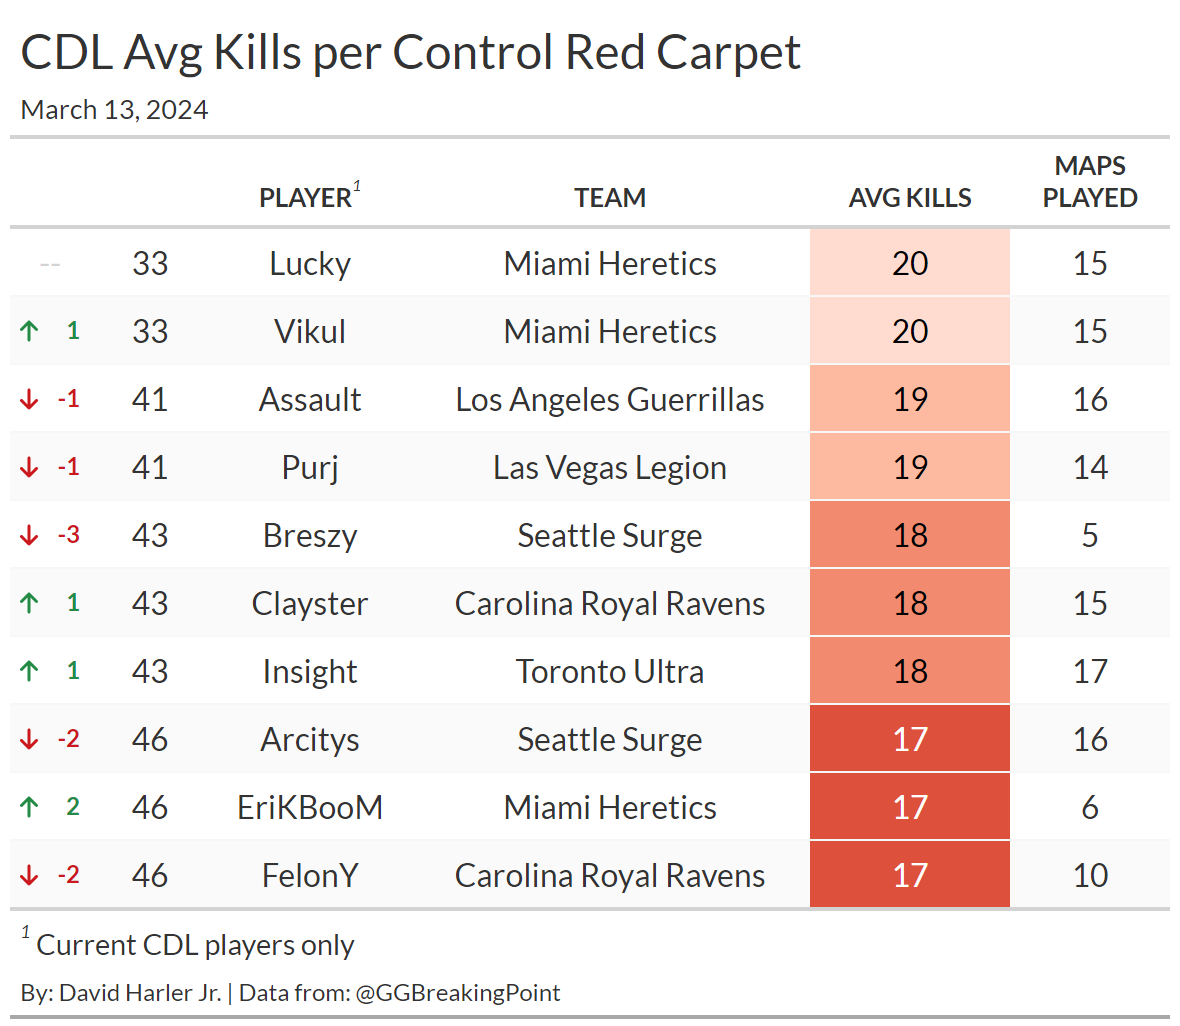 CDL Avg Kills per Control Red Carpet
March 13, 2024
PLAYER1 TEAM AVG KILLS MAPS PLAYED
-- 33 Lucky Miami Heretics 20 15
↑ 1 33 Vikul Miami Heretics 20 15
↓ -1 41 Assault Los Angeles Guerrillas 19 16
↓ -1 41 Purj Las Vegas Legion 19 14
↓ -3 43 Breszy Seattle Surge 18 5
↑ 1 43 Clayster Carolina Royal Ravens 18 15
↑ 1 43 Insight Toronto Ultra 18 17
↓ -2 46 Arcitys Seattle Surge 17 16
↑ 2 46 EriKBooM Miami Heretics 17 6
↓ -2 46 FelonY Carolina Royal Ravens 17 10
1 Current CDL players only
By: David Harler Jr. | Data from: @GGBreakingPoint